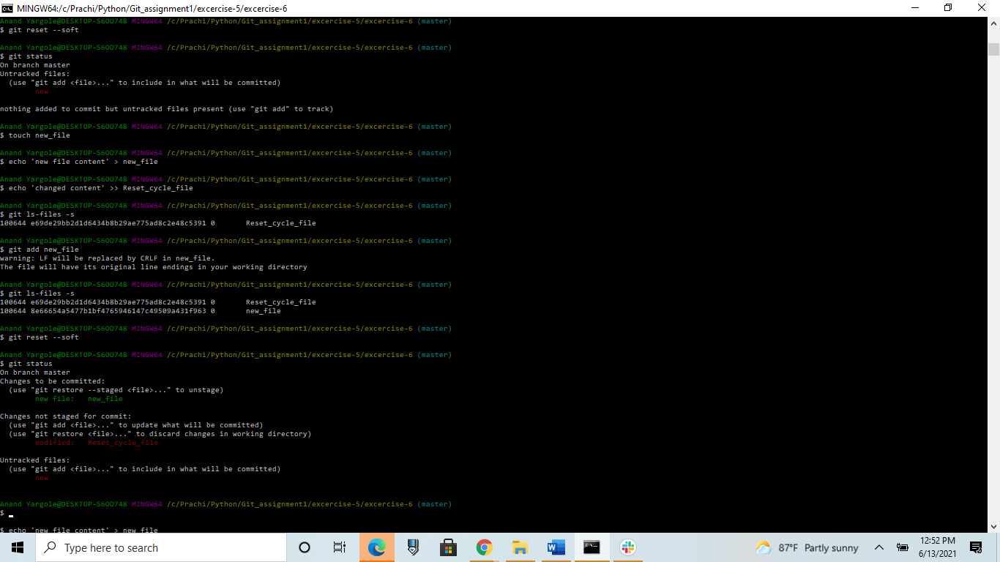 MINGW64:/c/Prachi/Python/Git_assignment1/excercise-5/excercise-6
Anand Yargole@DESKTOP-S6OO748 MINGW64 /c/Prachi/Python/Git_assignment1/excercise-5/excercise-6 (master)
$ git reset --soft
Anand Yargole@DESKTOP-S6OO748 MINGW64 /c/Prachi/Python/Git_assignment1/excercise-5/excercise-6 (master)
$ git status
On branch master
Untracked files:
  (use "git add <file>..." to include in what will be committed)
        new
nothing added to commit but untracked files present (use "git add" to track)
Anand Yargole@DESKTOP-S6OO748 MINGW64 /c/Prachi/Python/Git_assignment1/excercise-5/excercise-6 (master)
$ touch new_file
Anand Yargole@DESKTOP-S6OO748 MINGW64 /c/Prachi/Python/Git_assignment1/excercise-5/excercise-6 (master)
$ echo 'new file content' > new_file
Anand Yargole@DESKTOP-S6OO748 MINGW64 /c/Prachi/Python/Git_assignment1/excercise-5/excercise-6 (master)
$ echo 'changed content' >> Reset_cycle_file
Anand Yargole@DESKTOP-S6OO748 MINGW64 /c/Prachi/Python/Git_assignment1/excercise-5/excercise-6 (master)
$ git ls-files -s
100644 e69de29bb2d1d6434b8b29ae775ad8c2e48c5391 0       Reset_cycle_file
Anand Yargole@DESKTOP-S6OO748 MINGW64 /c/Prachi/Python/Git_assignment1/excercise-5/excercise-6 (master)
$ git add new_file
warning: LF will be replaced by CRLF in new_file.
The file will have its original line endings in your working directory
Anand Yargole@DESKTOP-S6OO748 MINGW64 /c/Prachi/Python/Git_assignment1/excercise-5/excercise-6 (master)
$ git ls-files -s
100644 e69de29bb2d1d6434b8b29ae775ad8c2e48c5391 0       Reset_cycle_file
100644 8e66654a5477b1bf4765946147c49509a431f963 0       new_file
Anand Yargole@DESKTOP-S6OO748 MINGW64 /c/Prachi/Python/Git_assignment1/excercise-5/excercise-6 (master)
$ git reset --soft
Anand Yargole@DESKTOP-S6OO748 MINGW64 /c/Prachi/Python/Git_assignment1/excercise-5/excercise-6 (master)
$ git status
On branch master
Changes to be committed:
  (use "git restore --staged <file>..." to unstage)
        new file:   new_file
Changes not staged for commit:
  (use "git add <file>..." to update what will be committed)
  (use "git restore <file>..." to discard changes in working directory)
        modified:   Reset_cycle_file
Untracked files:
  (use "git add <file>..." to include in what will be committed)
        new
Anand Yargole@DESKTOP-S6OO748 MINGW64 /c/Prachi/Python/Git_assignment1/excercise-5/excercise-6 (master)
$
$ echo 'new file content' > new_file
Type here to search
87°F Partly sunny
12:52 PM
6/13/2021